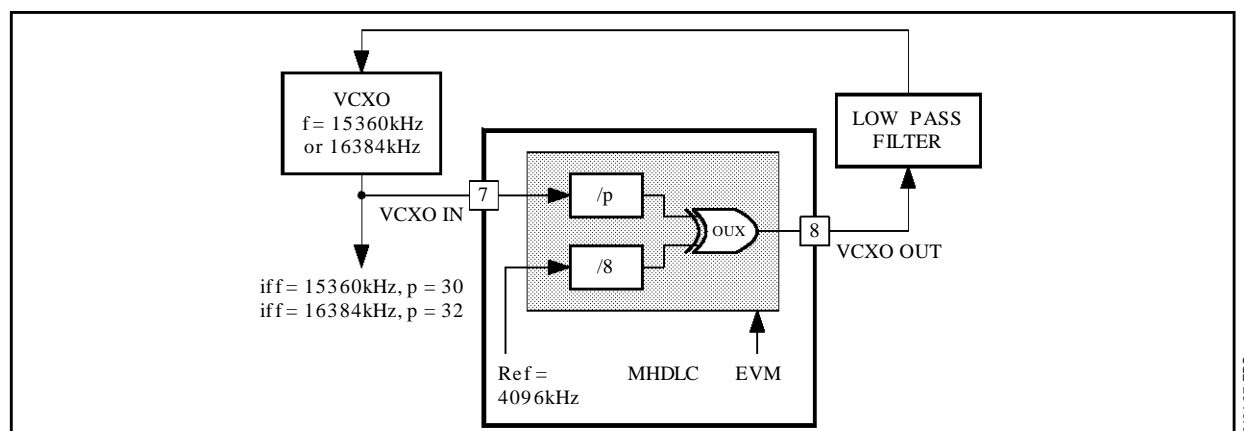 VCXO
f = 15360kHz
or 16384kHz
LOW PASS
FILTER
7
/p
VCXO IN
OUX
8
VCXO OUT
/8
if f = 15360kHz, p = 30
if f = 16384kHz, p = 32
Ref =
4096kHz
MHDLC
EVM